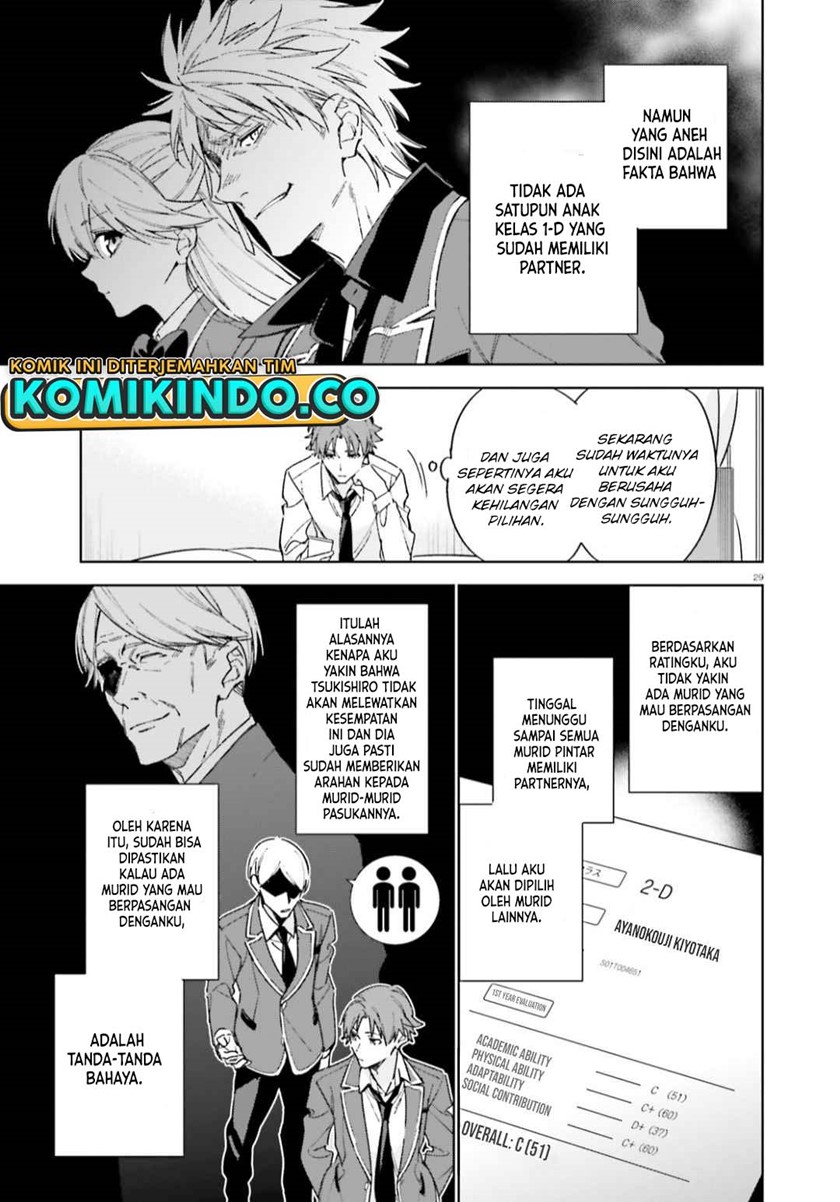 NAMUN
YANG ANEH
DISINI ADALAH
FAKTA BAHWA
TIDAK ADA
SATUPUN ANAK
KELAS 1-D YANG
SUDAH MEMILIKI
PARTNER.
KOMIK INI DITERJEMAHKAN TIM
KOMIKINDO.CO
SEKARANG
SUDAH WAKTUNYA
UNTUK AKU
BERUSAHA
DENGAN SUNGGUH-
SUNGGUH.
DAN JUGA
SEPERTINYA AKU
AKAN SEGERA
KEHILANGAN
PILIHAN.
29
BERDASARKAN
RATINGKU, AKU
TIDAK YAKIN
ADA MURID YANG
MAU BERPASANGAN
DENGANKU.
TINGGAL
MENUNGGU
SAMPAI SEMUA
MURID PINTAR
MEMILIKI
PARTNERNYA,
LALU AKU
AKAN DIPILIH
OLEH MURID
LAINNYA.
ラス
2-D
AYANOKOUJI KIYOTAKA
S01T004651
1ST YEAR EVALUATION
ACADEMIC ABILITY C (51)
PHYSICAL ABILITY C+ (60)
ADAPTABILITY D+ (37)
SOCIAL CONTRIBUTION C+ (60)
OVERALL: C (51)
ITULAH
ALASANNYA
KENAPA AKU
YAKIN BAHWA
TSUKISHIRO TIDAK
AKAN MELEWATKAN
KESEMPATAN
INI DAN DIA
JUGA PASTI
SUDAH MEMBERIKAN
ARAHAN KEPADA
MURID-MURID
PASUKANNYA.
OLEH KARENA
ITU, SUDAH BISA
DIPASTIKAN
KALAU ADA
MURID YANG MAU
BERPASANGAN
DENGANKU,
ADALAH
TANDA-TANDA
BAHAYA.